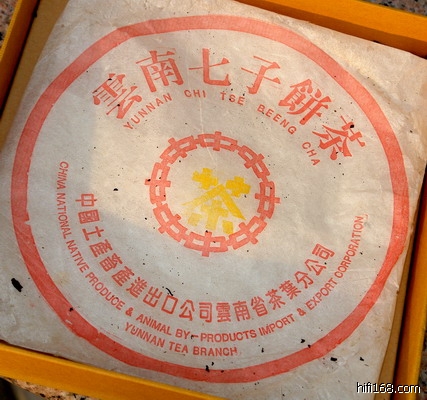 雲南七子餅茶
YUNNAN CHI TSE BEENG CHA
茶
中國土產畜產進出口公司雲南省茶葉分公司
CHINA NATIONAL NATIVE PRODUCE & ANIMAL BY-PRODUCTS IMPORT & EXPORT CORPORATION
YUNNAN TEA BRANCH
hifi168.com